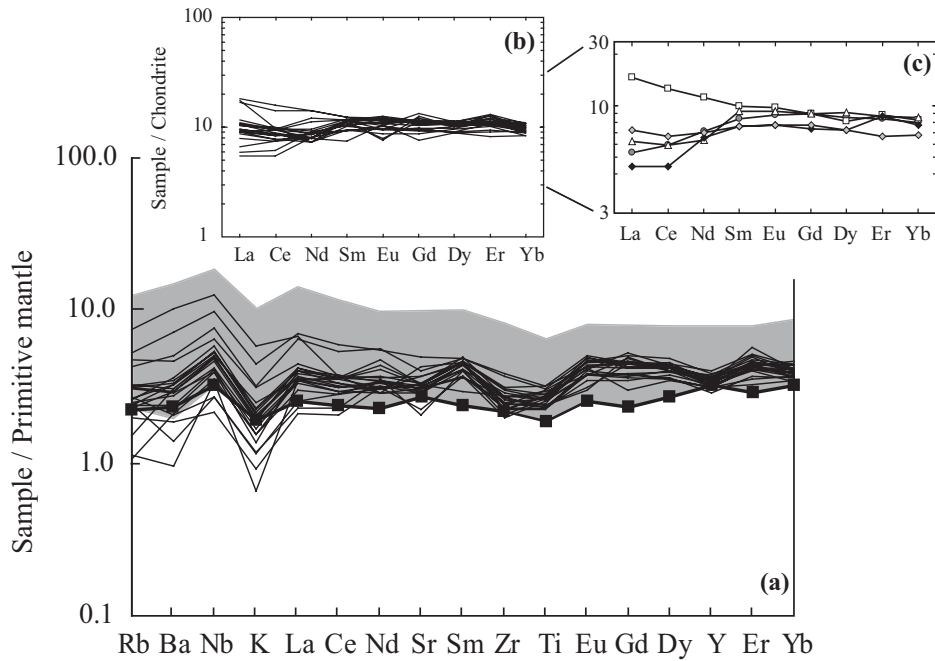 100
(b)
10
1
Sample / Chondrite
La Ce Nd Sm Eu Gd Dy Er Yb
30
(c)
10
3
La Ce Nd Sm Eu Gd Dy Er Yb
100.0
10.0
1.0
0.1
Sample / Primitive mantle
(a)
Rb Ba Nb K La Ce Nd Sr Sm Zr Ti Eu Gd Dy Y Er Yb